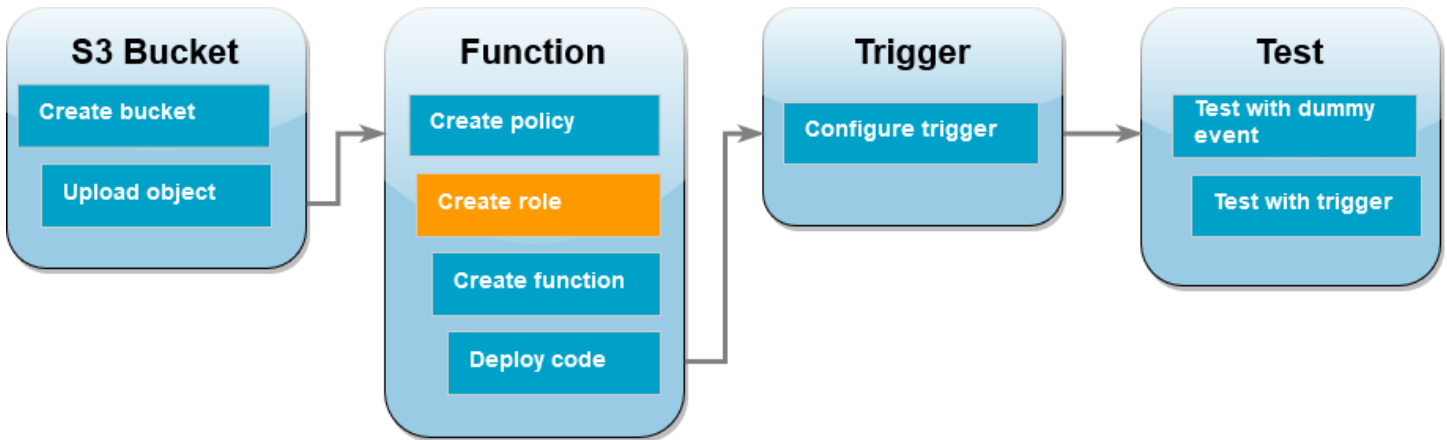 S3 Bucket
Create bucket
Upload object
Function
Create policy
Create role
Create function
Deploy code
Trigger
Configure trigger
Test
Test with dummy
event
Test with trigger